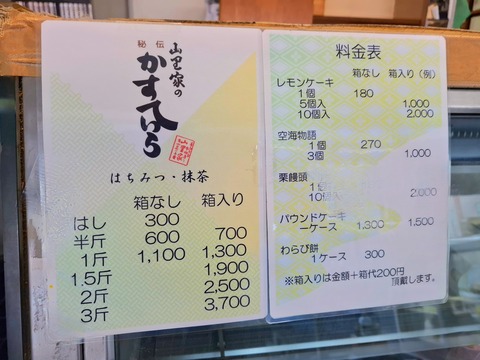 秘伝
山里家の
かすてら
はちみつ・抹茶
箱なし 箱入り
はし 300
半斤 600 700
1斤 1,100 1,300
1.5斤 1,900
2斤 2,500
3斤 3,700
料金表
箱なし 箱入り（例）
レモンケーキ
1個 180
5個入 1,000
10個入 2,000
空海物語
1個 270
3個 1,000
栗饅頭
10個入 2,000
パウンドケーキ
一ケース 1,300 1,500
わらび餅
1ケース 300
※箱入りは金額＋箱代200円
頂戴します。